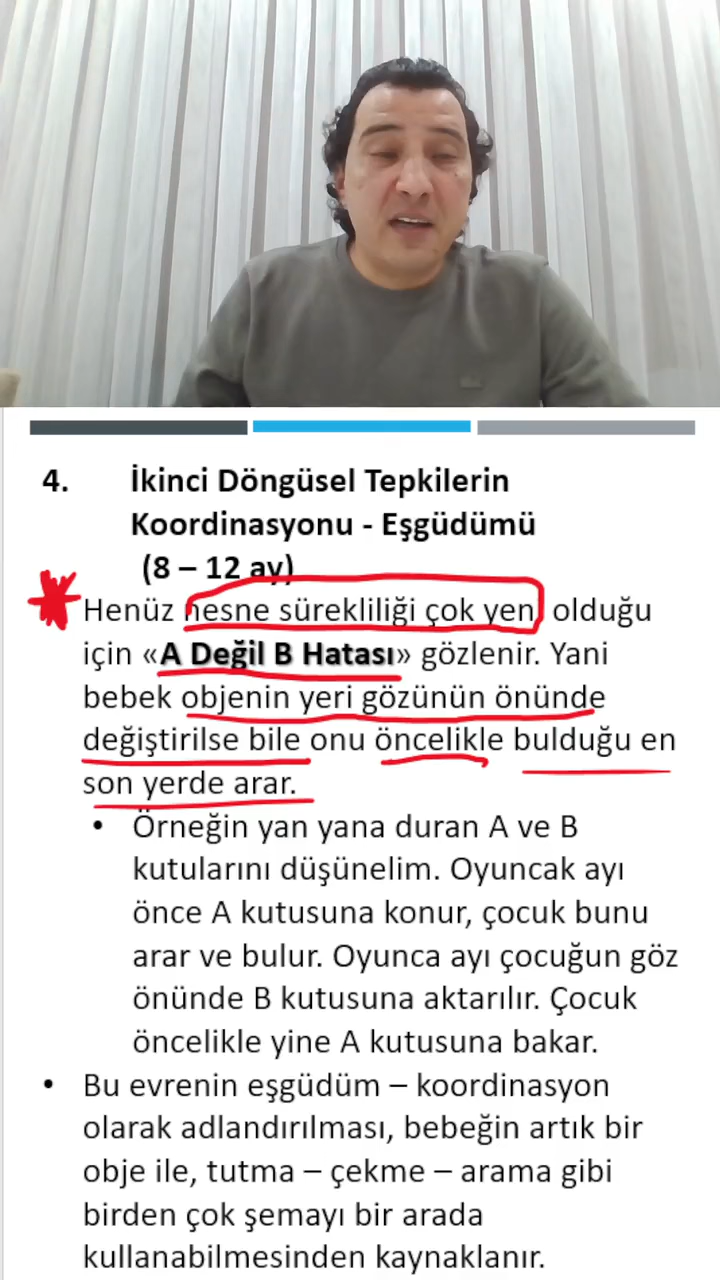 4. İkinci Döngüsel Tepkilerin
Koordinasyonu - Eşgüdümü
(8 – 12 ay)
Henüz nesne sürekliliği çok yeni olduğu
için «A Değil B Hatası» gözlenir. Yani
bebek objenin yeri gözünün önünde
değiştirilse bile onu öncelikle bulduğu en
son yerde arar.
• Örneğin yan yana duran A ve B
kutularını düşünelim. Oyuncak ayı
önce A kutusuna konur, çocuk bunu
arar ve bulur. Oyunca ayı çocuğun göz
önünde B kutusuna aktarılır. Çocuk
öncelikle yine A kutusuna bakar.
• Bu evrenin eşgüdüm – koordinasyon
olarak adlandırılması, bebeğin artık bir
obje ile, tutma – çekme – arama gibi
birden çok şemayı bir arada
kullanabilmesinden kaynaklanır.